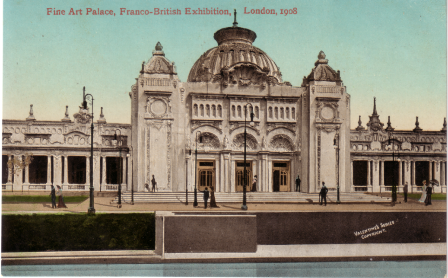 Fine Art Palace, Franco-British Exhibition, London, 1908
VALENTINE'S SERIES
COPYRIGHT.